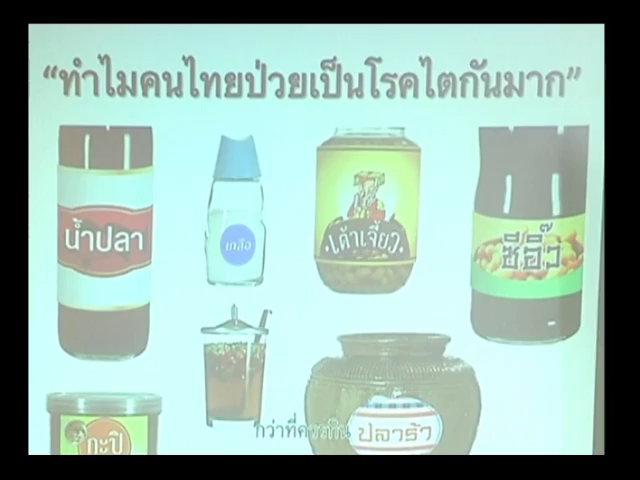 “ทำไมคนไทยป่วยเป็นโรคไตกันมาก”
น้ำปลา
เกลือ
เต้าเจี้ยว
ซีอิ๊ว
กะปิ
กว่าที่ควรกิน
ปลาร้า